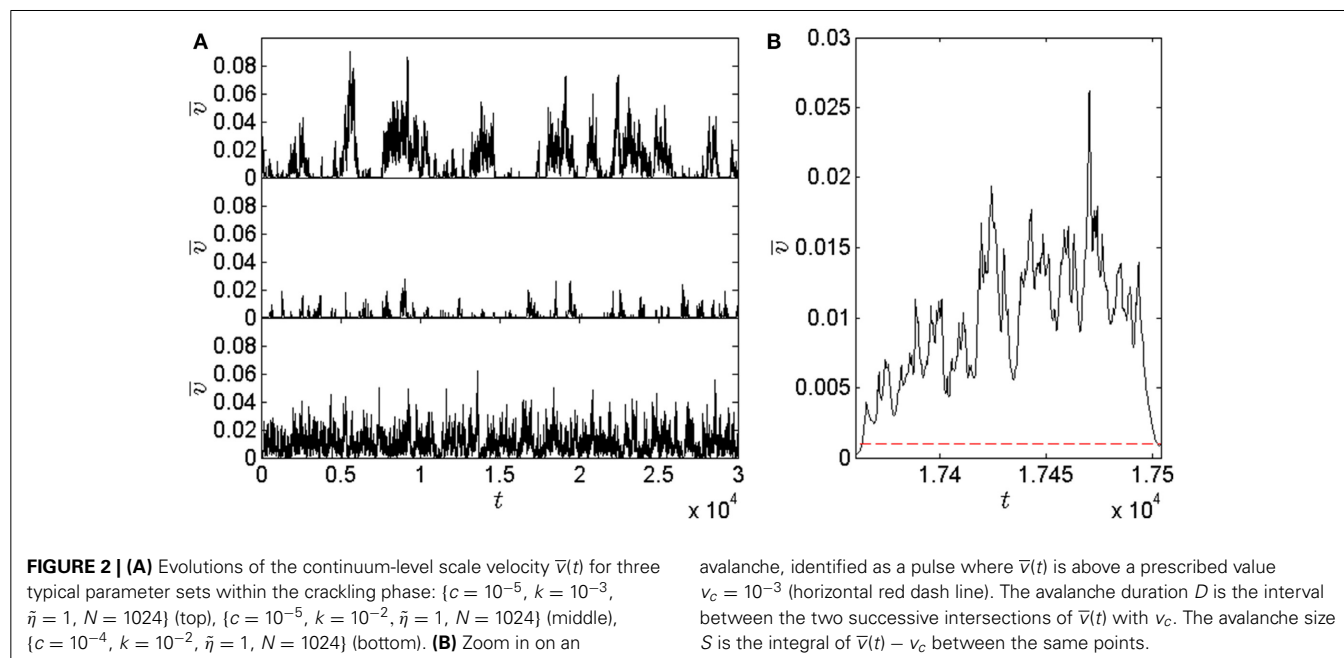 A
0.08
0.06
0.04
0.02
0
v̅
0.08
0.06
0.04
0.02
0
v̅
0.08
0.06
0.04
0.02
0
v̅
0 0.5 1 1.5 2 2.5 3
t
x 10⁴
B
0.03
0.025
0.02
0.015
0.01
0.005
0
v̅
1.74 1.745 1.75
t
x 10⁴
FIGURE 2 | (A) Evolutions of the continuum-level scale velocity v̅(t) for three
typical parameter sets within the crackling phase: {c = 10⁻⁵, k = 10⁻³,
η̃ = 1, N = 1024} (top), {c = 10⁻⁵, k = 10⁻², η̃ = 1, N = 1024} (middle),
{c = 10⁻⁴, k = 10⁻², η̃ = 1, N = 1024} (bottom). (B) Zoom in on an
avalanche, identified as a pulse where v̅(t) is above a prescribed value
v_c = 10⁻³ (horizontal red dash line). The avalanche duration D is the interval
between the two successive intersections of v̅(t) with v_c. The avalanche size
S is the integral of v̅(t) − v_c between the same points.